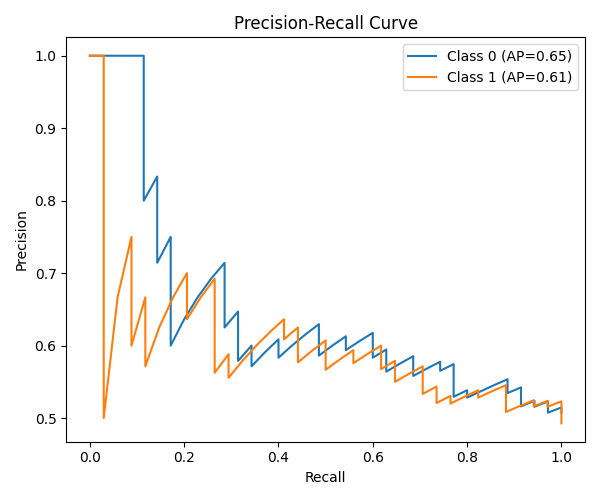 Precision-Recall Curve
Class 0 (AP=0.65)
Class 1 (AP=0.61)
Precision
1.0
0.9
0.8
0.7
0.6
0.5
0.0 0.2 0.4 0.6 0.8 1.0
Recall